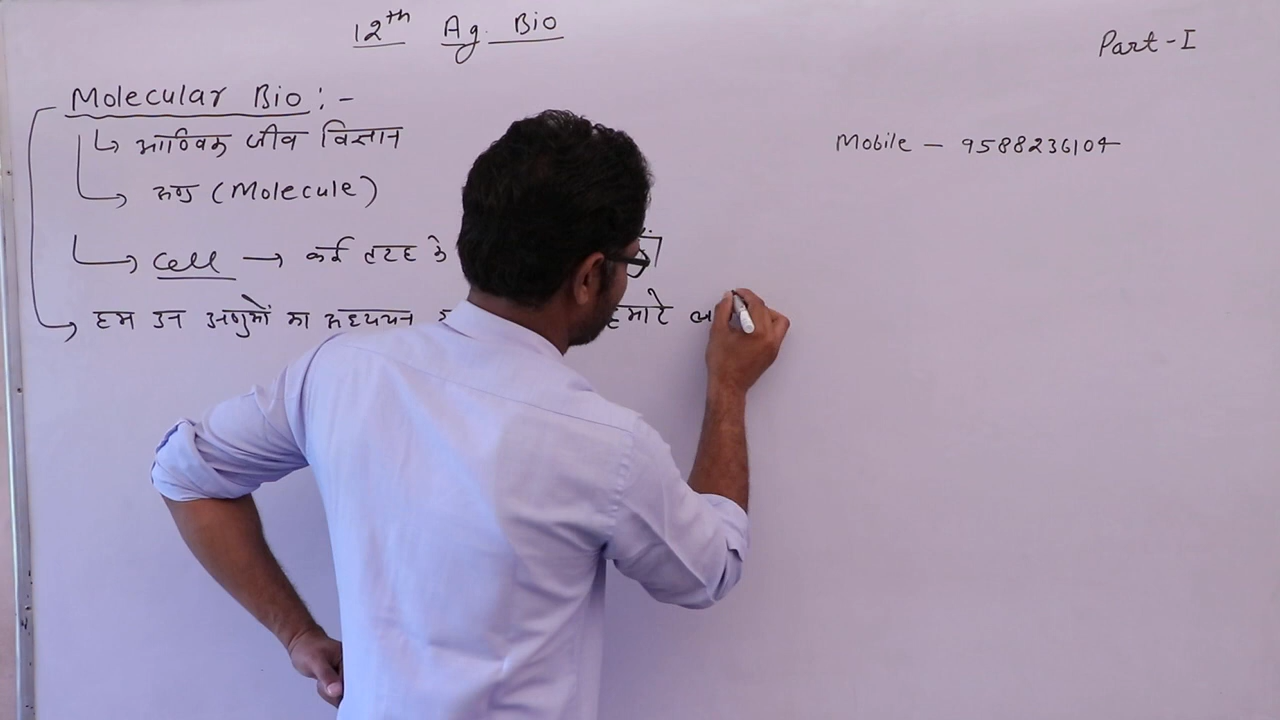 12th Ag. Bio
Part-I
Molecular Bio :-
Mobile - 9588236104
आण्विक जीव विज्ञान
अणु (Molecule)
Cell → कई तरह के
हम उन अणुओं का अध्ययन हमारे